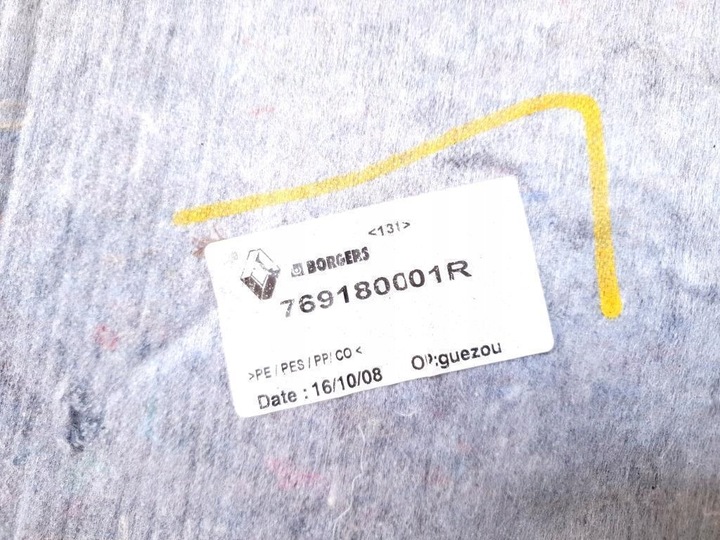 <131>
BORGERS
769180001R
>PE / PES / PP/ CO <
Date : 16/10/08 OP:guezou